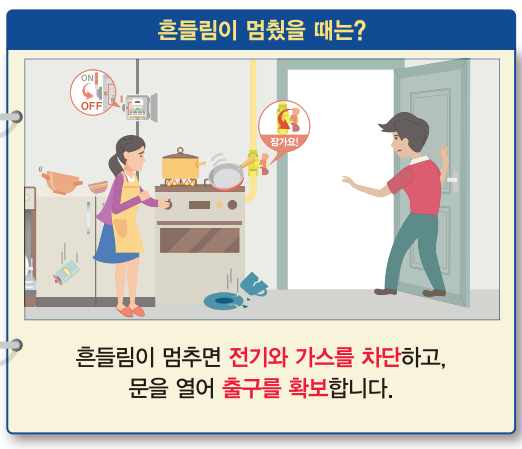 흔들림이 멈췄을 때는?
ON
OFF
잠가요!
흔들림이 멈추면 전기와 가스를 차단하고,
문을 열어 출구를 확보합니다.